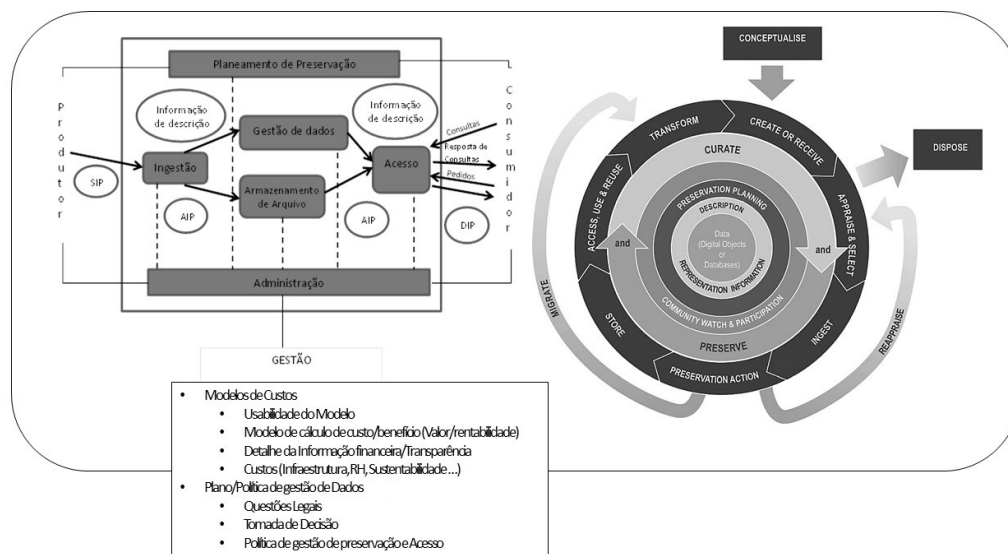 Planeamento de Preservação
Produtor
Consumidor
Informação
de descrição
Informação
de descrição
Gestão de dados
Consultas
Resposta de
Consultas
Ingestão
Acesso
Pedidos
SIP
Armazenamento
de Arquivo
AIP
AIP
DIP
Administração
GESTÃO
• Modelos de Custos
• Usabilidade do Modelo
• Modelo de cálculo de custo/benefício (Valor/rentabilidade)
• Detalhe da Informação financeira/Transparência
• Custos (Infraestrutura, RH, Sustentabilidade ...)
• Plano/Política de gestão de Dados
• Questões Legais
• Tomada de Decisão
• Política de gestão de preservação e Acesso
CONCEPTUALISE
DISPOSE
TRANSFORM
CREATE OR RECEIVE
APPRAISE & SELECT
INGEST
PRESERVATION ACTION
STORE
ACCESS, USE & REUSE
MIGRATE
REAPPRAISE
CURATE
and
and
PRESERVE
PRESERVATION PLANNING
COMMUNITY WATCH & PARTICIPATION
DESCRIPTION
REPRESENTATION INFORMATION
Data
(Digital Objects
or
Databases)